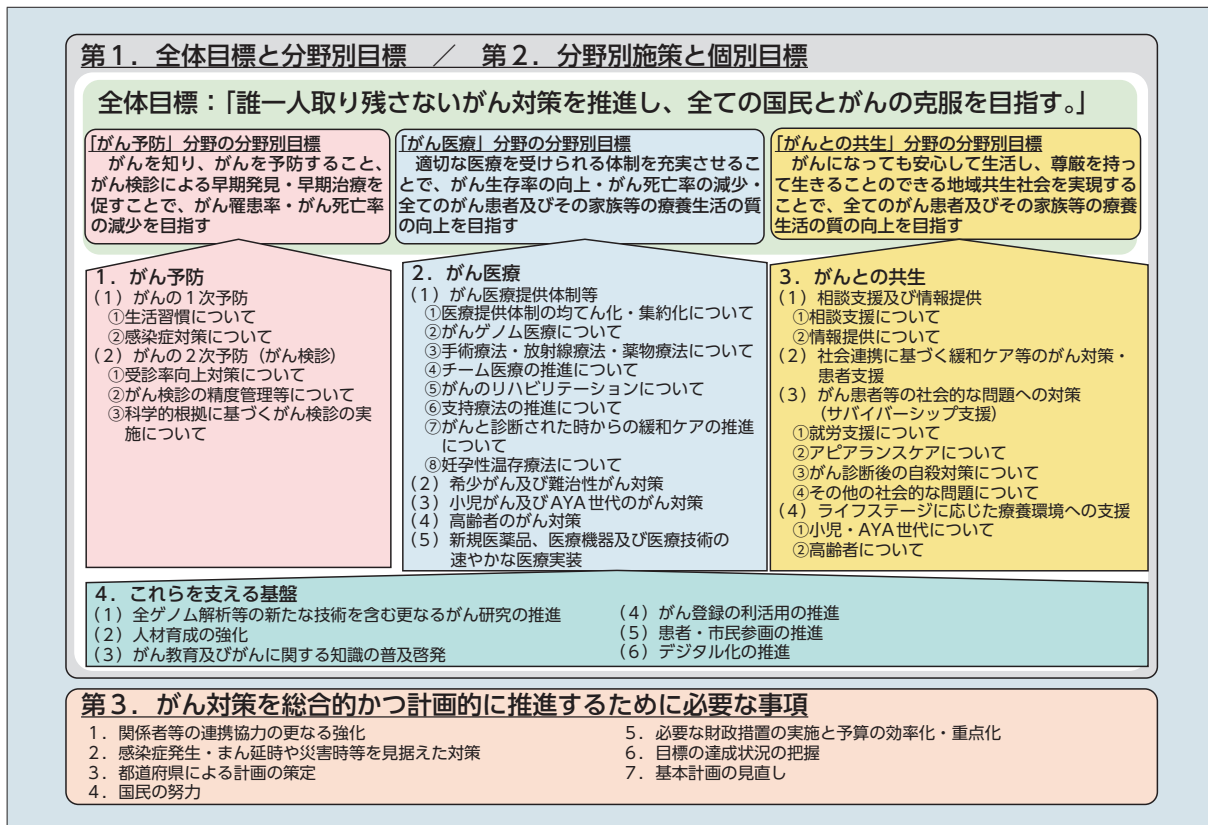 第1．全体目標と分野別目標　／　第2．分野別施策と個別目標
全体目標：「誰一人取り残さないがん対策を推進し、全ての国民とがんの克服を目指す。」
「がん予防」分野の分野別目標
がんを知り、がんを予防すること、
がん検診による早期発見・早期治療を
促すことで、がん罹患率・がん死亡率
の減少を目指す
「がん医療」分野の分野別目標
適切な医療を受けられる体制を充実させるこ
とで、がん生存率の向上・がん死亡率の減少・
全てのがん患者及びその家族等の療養生活の質
の向上を目指す
「がんとの共生」分野の分野別目標
がんになっても安心して生活し、尊厳を持っ
て生きることのできる地域共生社会を実現する
ことで、全てのがん患者及びその家族等の療養
生活の質の向上を目指す
1．がん予防
（1）がんの1次予防
①生活習慣について
②感染症対策について
（2）がんの2次予防（がん検診）
①受診率向上対策について
②がん検診の精度管理等について
③科学的根拠に基づくがん検診の実
施について
2．がん医療
（1）がん医療提供体制等
①医療提供体制の均てん化・集約化について
②がんゲノム医療について
③手術療法・放射線療法・薬物療法について
④チーム医療の推進について
⑤がんのリハビリテーションについて
⑥支持療法の推進について
⑦がんと診断された時からの緩和ケアの推進
について
⑧妊孕性温存療法について
（2）希少がん及び難治性がん対策
（3）小児がん及びAYA世代のがん対策
（4）高齢者のがん対策
（5）新規医薬品、医療機器及び医療技術の
速やかな医療実装
3．がんとの共生
（1）相談支援及び情報提供
①相談支援について
②情報提供について
（2）社会連携に基づく緩和ケア等のがん対策・
患者支援
（3）がん患者等の社会的な問題への対策
（サバイバーシップ支援）
①就労支援について
②アピアランスケアについて
③がん診断後の自殺対策について
④その他の社会的な問題について
（4）ライフステージに応じた療養環境への支援
①小児・AYA世代について
②高齢者について
4．これらを支える基盤
（1）全ゲノム解析等の新たな技術を含む更なるがん研究の推進
（2）人材育成の強化
（3）がん教育及びがんに関する知識の普及啓発
（4）がん登録の利活用の推進
（5）患者・市民参画の推進
（6）デジタル化の推進
第3．がん対策を総合的かつ計画的に推進するために必要な事項
1．関係者等の連携協力の更なる強化
2．感染症発生・まん延時や災害時等を見据えた対策
3．都道府県による計画の策定
4．国民の努力
5．必要な財政措置の実施と予算の効率化・重点化
6．目標の達成状況の把握
7．基本計画の見直し